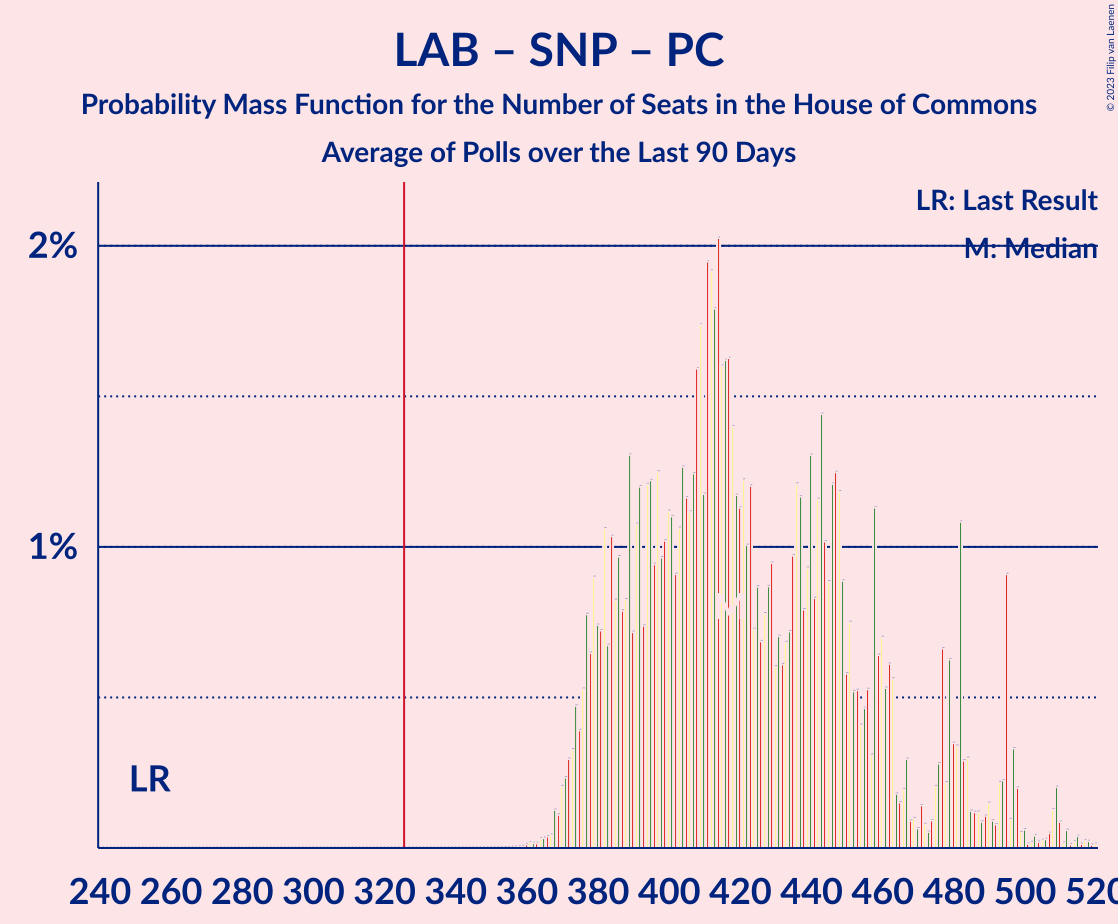 LAB – SNP – PC
Probability Mass Function for the Number of Seats in the House of Commons
Average of Polls over the Last 90 Days
© 2023 Filip van Laenen
LR: Last Result
M: Median
2%
1%
LR
M
240 260 280 300 320 340 360 380 400 420 440 460 480 500 520